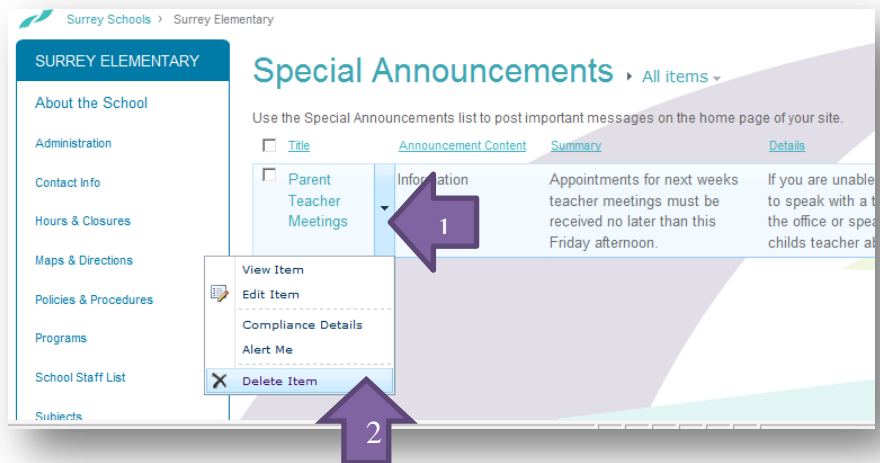 Surrey Schools › Surrey Elementary
SURREY ELEMENTARY
About the School
Administration
Contact Info
Hours & Closures
Maps & Directions
Policies & Procedures
Programs
School Staff List
Subjects
Special Announcements ▸ All items
Use the Special Announcements list to post important messages on the home page of your site.
Title Announcement Content Summary Details
Parent
Teacher
Meetings
Information
Appointments for next weeks
teacher meetings must be
received no later than this
Friday afternoon.
If you are unable
to speak with a
the office or
childs teacher
1
View Item
Edit Item
Compliance Details
Alert Me
Delete Item
2